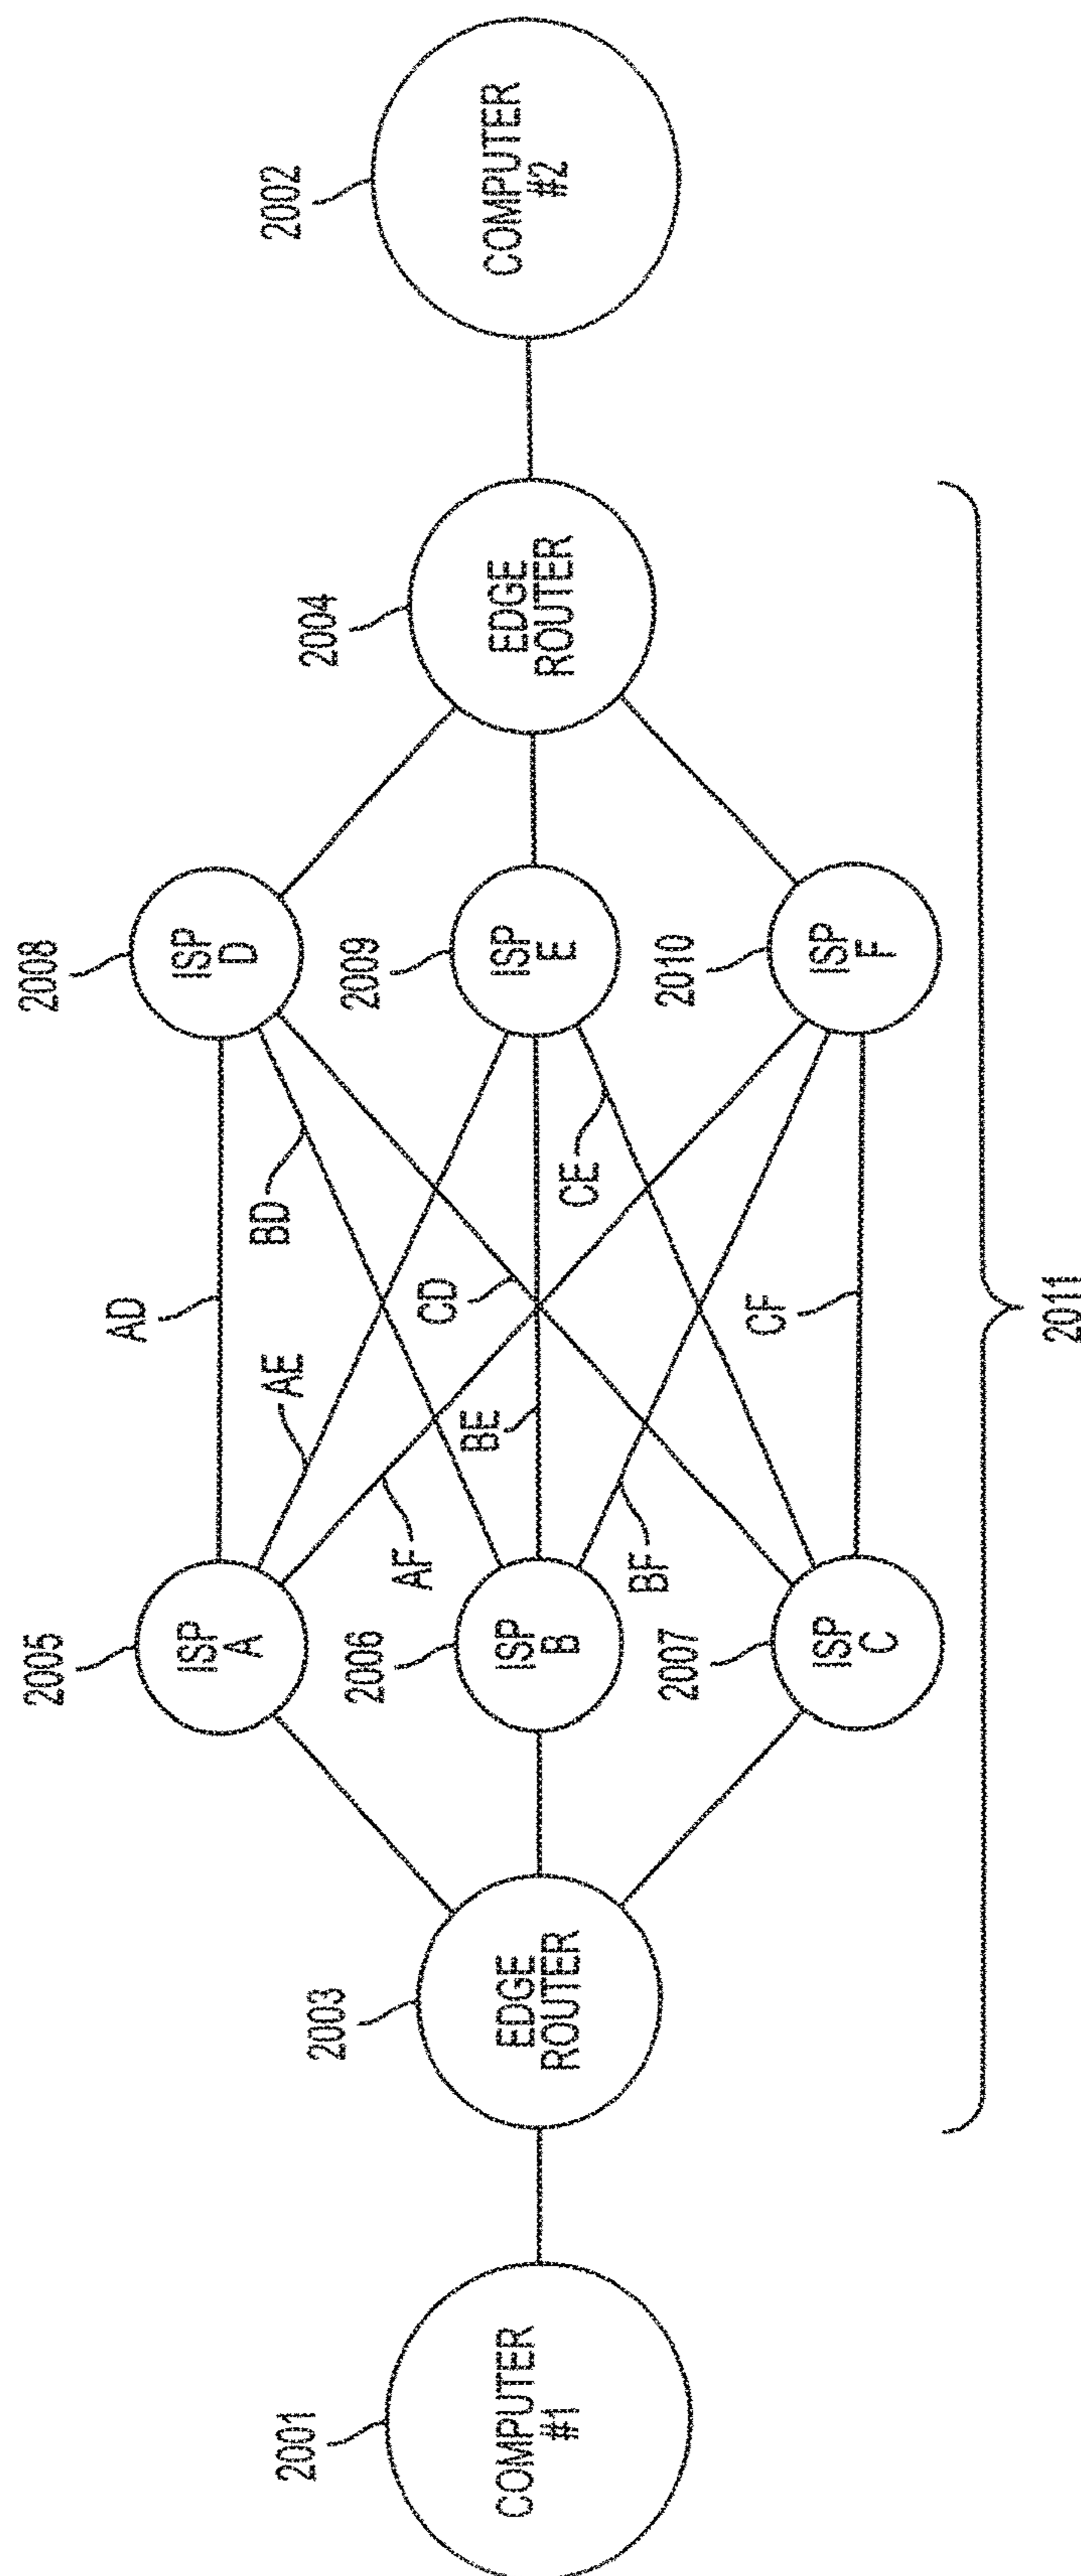 2001
COMPUTER
#1
2003
EDGE
ROUTER
2005
ISP
A
2006
ISP
B
2007
ISP
C
AD
AE
BD
AF
BE
CD
CE
BF
CF
2008
ISP
D
2009
ISP
E
2010
ISP
F
2004
EDGE
ROUTER
2002
COMPUTER
#2
2011